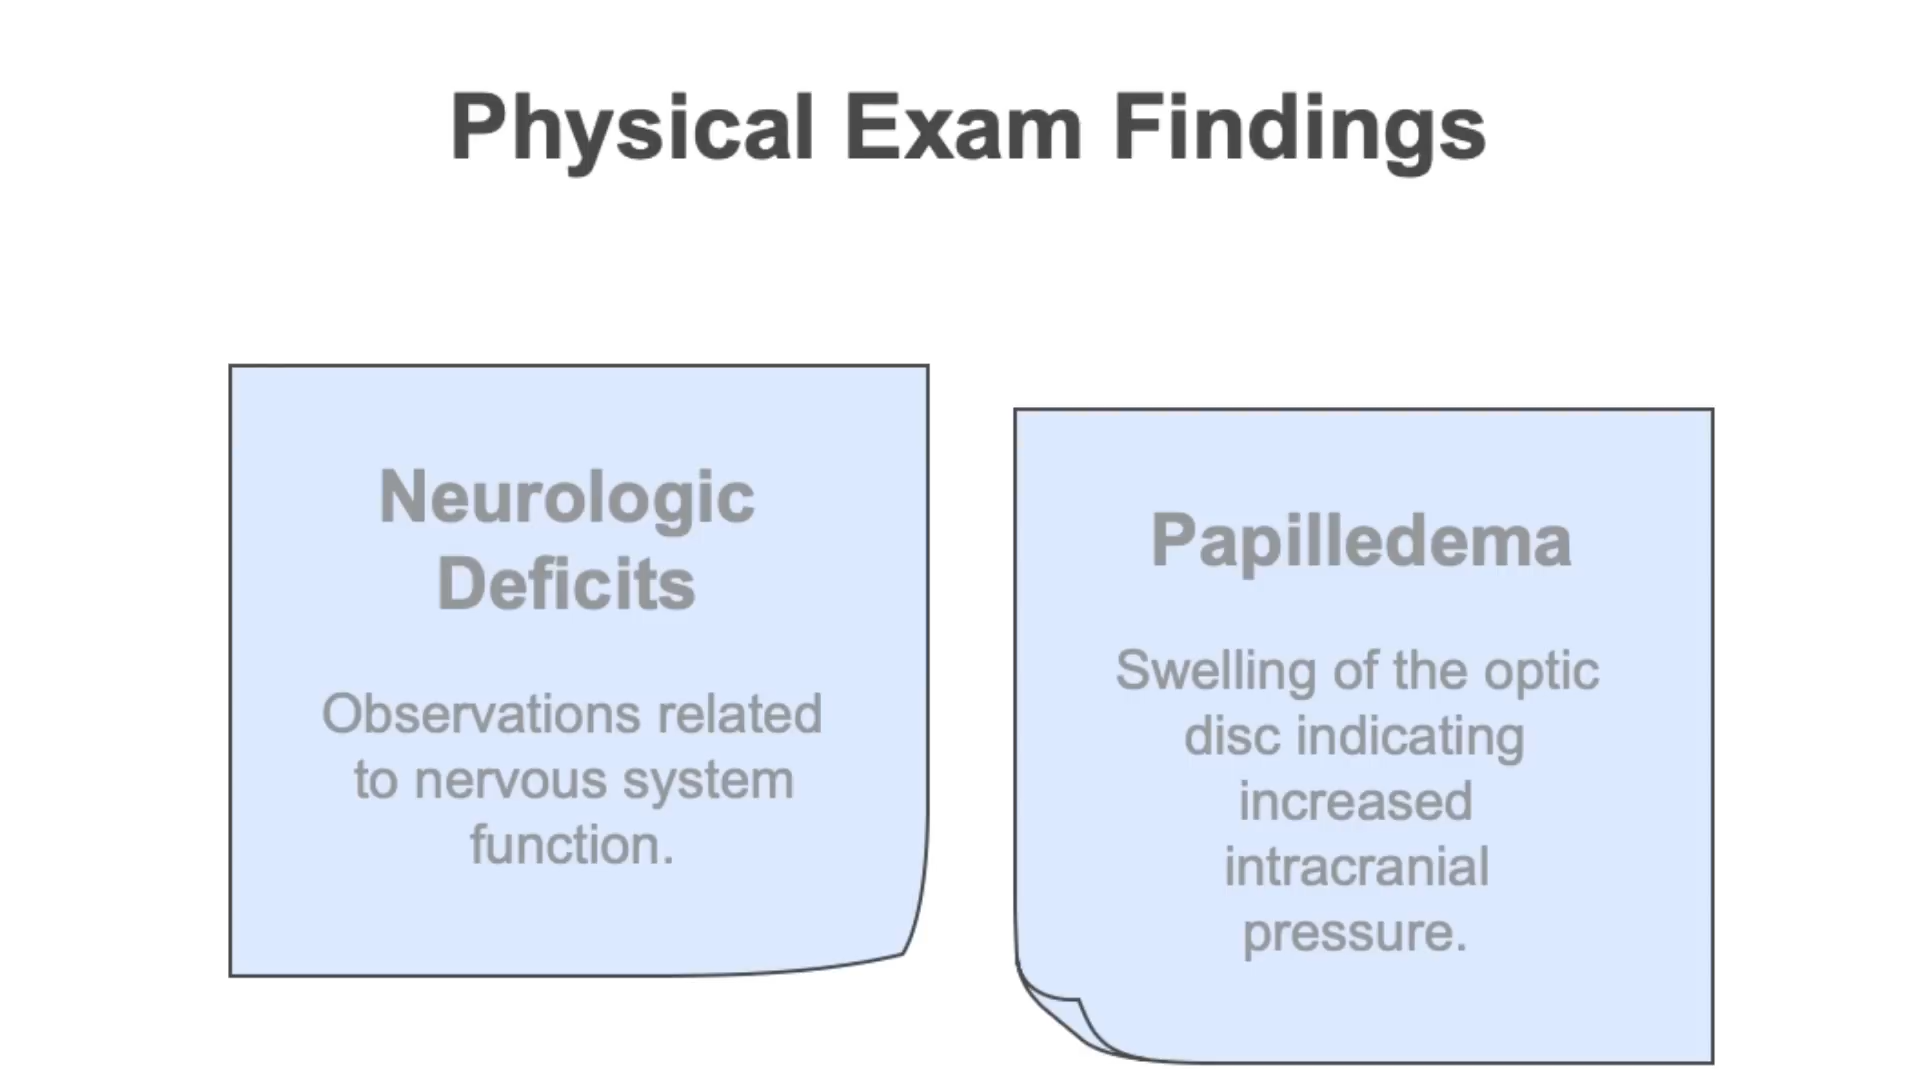 Physical Exam Findings
Neurologic
Deficits
Observations related
to nervous system
function.
Papilledema
Swelling of the optic
disc indicating
increased
intracranial
pressure.